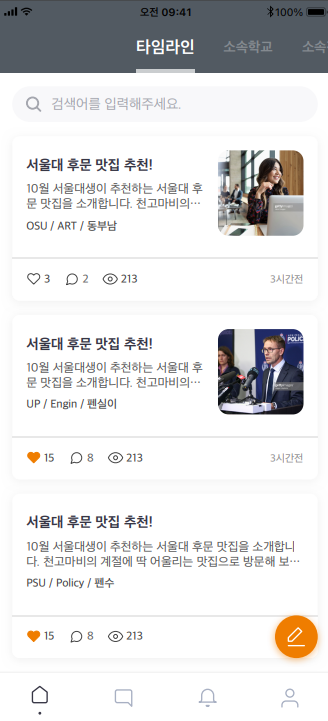 오전 09:41
100%
타임라인 소속학교 소속
검색어를 입력해주세요.
서울대 후문 맛집 추천!
10월 서울대생이 추천하는 서울대 후
문 맛집을 소개합니다. 천고마비의…
OSU / ART / 동부남
3 2 213 3시간전
서울대 후문 맛집 추천!
10월 서울대생이 추천하는 서울대 후
문 맛집을 소개합니다. 천고마비의…
UP / Engin / 펜실이
15 8 213 3시간전
서울대 후문 맛집 추천!
10월 서울대생이 추천하는 서울대 후문 맛집을 소개합니
다. 천고마비의 계절에 딱 어울리는 맛집으로 방문해 보…
PSU / Policy / 펜수
15 8 213